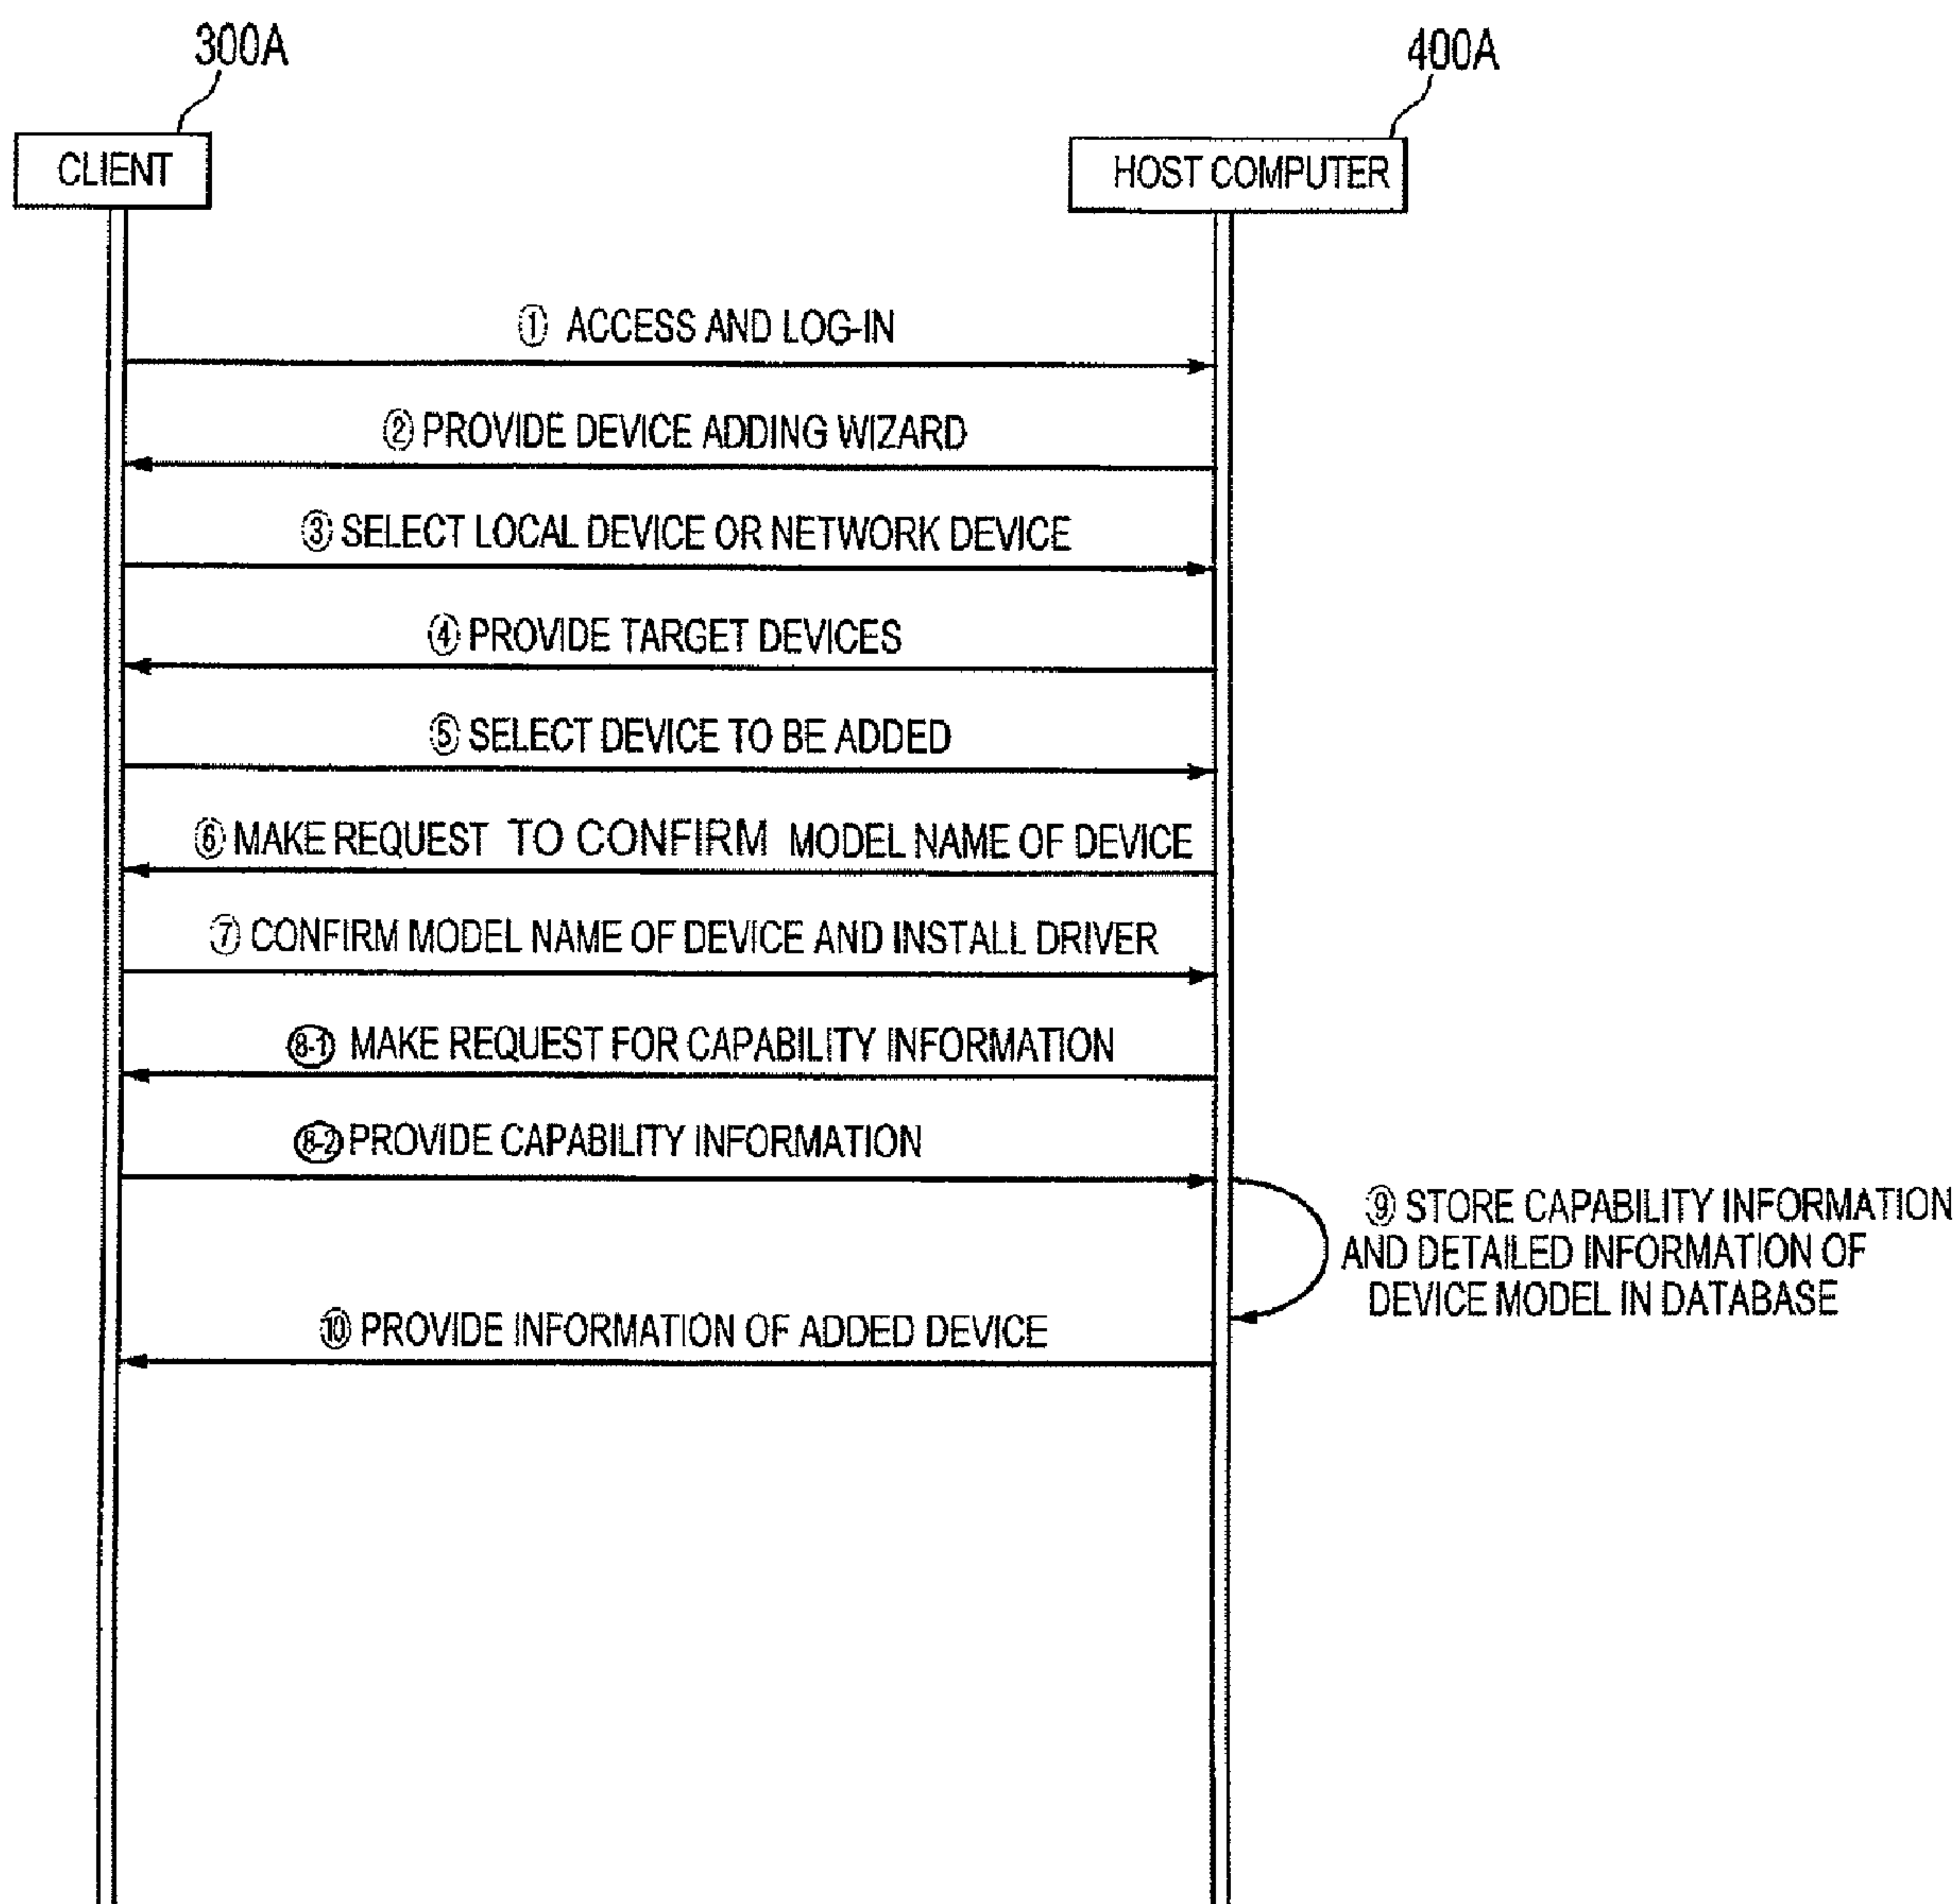 300A
400A
CLIENT
HOST COMPUTER
① ACCESS AND LOG-IN
② PROVIDE DEVICE ADDING WIZARD
③ SELECT LOCAL DEVICE OR NETWORK DEVICE
④ PROVIDE TARGET DEVICES
⑤ SELECT DEVICE TO BE ADDED
⑥ MAKE REQUEST TO CONFIRM MODEL NAME OF DEVICE
⑦ CONFIRM MODEL NAME OF DEVICE AND INSTALL DRIVER
8-1 MAKE REQUEST FOR CAPABILITY INFORMATION
8-2 PROVIDE CAPABILITY INFORMATION
⑨ STORE CAPABILITY INFORMATION
AND DETAILED INFORMATION OF
DEVICE MODEL IN DATABASE
⑩ PROVIDE INFORMATION OF ADDED DEVICE